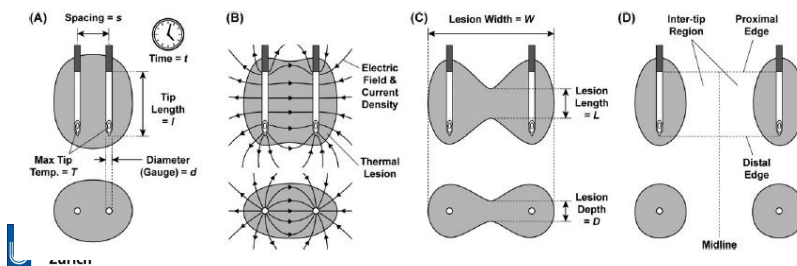 (A)
Spacing = s
Time = t
Tip
Length
= l
Max Tip
Temp. = T
Diameter
(Gauge) = d
(B)
Electric
Field &
Current
Density
Thermal
Lesion
(C)
Lesion Width = W
Lesion
Length
= L
Lesion
Depth
= D
(D)
Inter-tip
Region
Proximal
Edge
Distal
Edge
Midline
Zürich